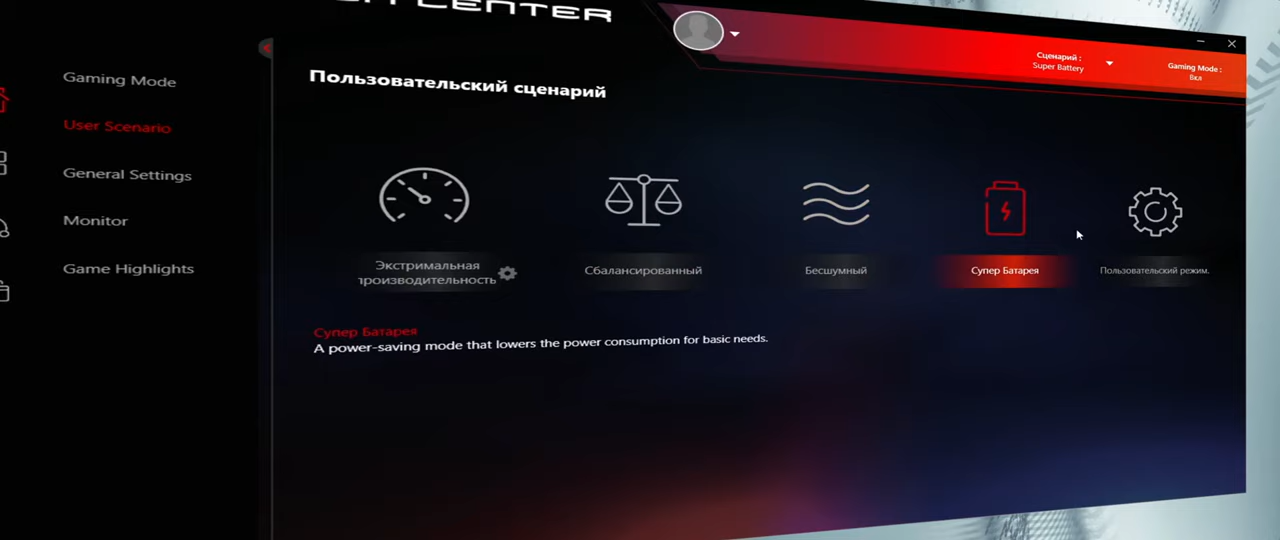 CENTER
Gaming Mode
User Scenario
General Settings
Monitor
Game Highlights
Сценарий :
Super Battery
Gaming Mode :
Вкл
Пользовательский сценарий
Экстримальная
производительность
Сбалансированный
Бесшумный
Супер Батарея
Пользовательский режим.
Супер Батарея
A power-saving mode that lowers the power consumption for basic needs.